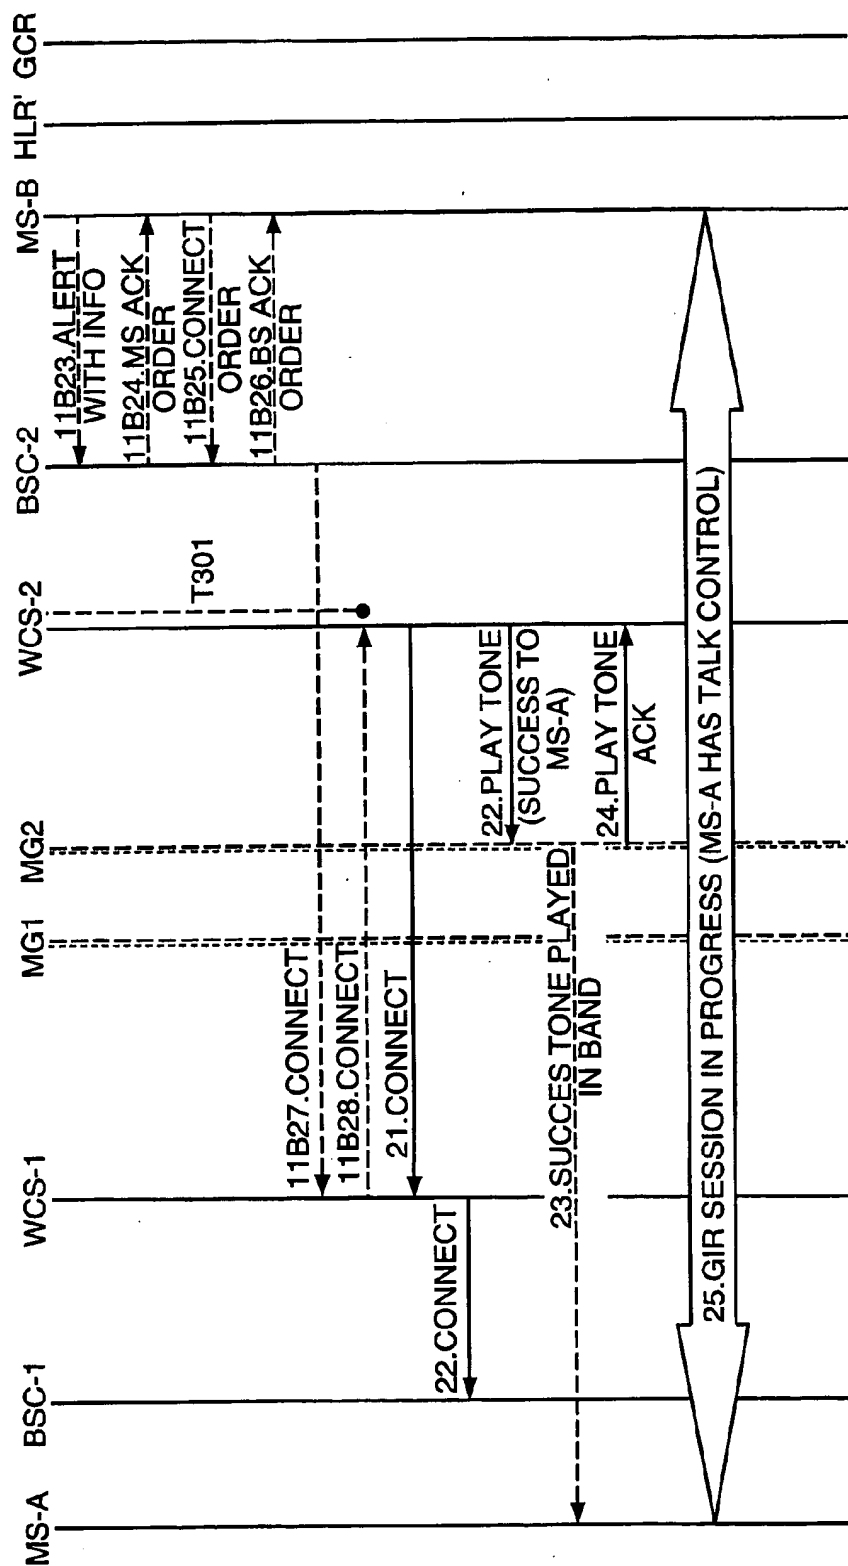 MS-A
BSC-1
WCS-1
MG1
MG2
WCS-2
BSC-2
MS-B
HLR'
GCR
11B23.ALERT
WITH INFO
11B24.MS ACK
ORDER
11B25.CONNECT
ORDER
11B26.BS ACK
ORDER
T301
11B27.CONNECT
11B28.CONNECT
21.CONNECT
22.CONNECT
22.PLAY TONE
(SUCCESS TO
MS-A)
23.SUCCES TONE PLAYED
IN BAND
24.PLAY TONE
ACK
25.GIR SESSION IN PROGRESS (MS-A HAS TALK CONTROL)